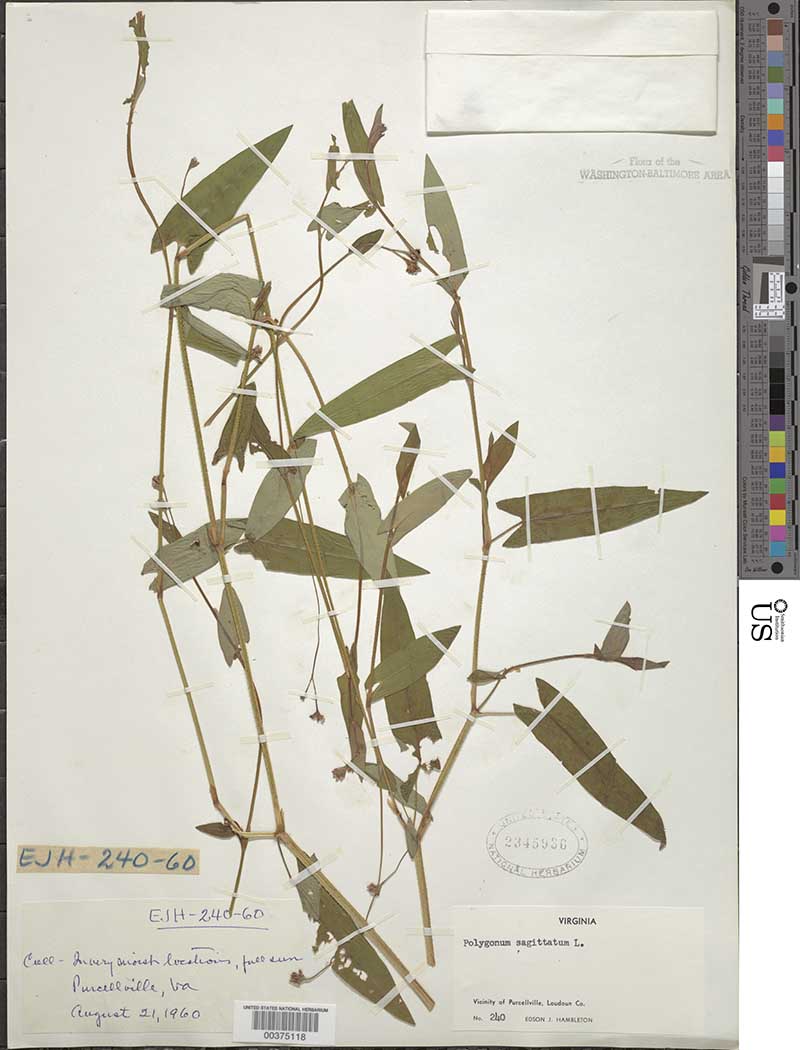 Flora of the
WASHINGTON-BALTIMORE AREA
Smithsonian
Institution
US
2345936
NATIONAL HERBARIUM
EJH-240-60
EJH-240-60
Coll - In very moist locations, full sun
Purcellville, Va
August 21, 1960
UNITED STATES NATIONAL HERBARIUM
00375118
VIRGINIA
Polygonum sagittatum L.
Vicinity of Purcellville, Loudoun Co.
No. 240 EDSON J. HAMBLETON